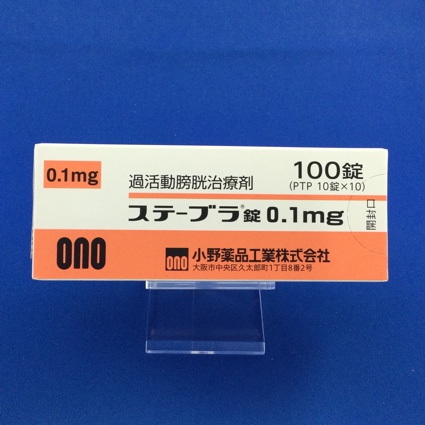 0.1mg
過活動膀胱治療剤
100錠
(PTP 10錠×10)
ステーブラ®錠 0.1mg
開封口
ono
ono 小野薬品工業株式会社
大阪市中央区久太郎町1丁目8番2号